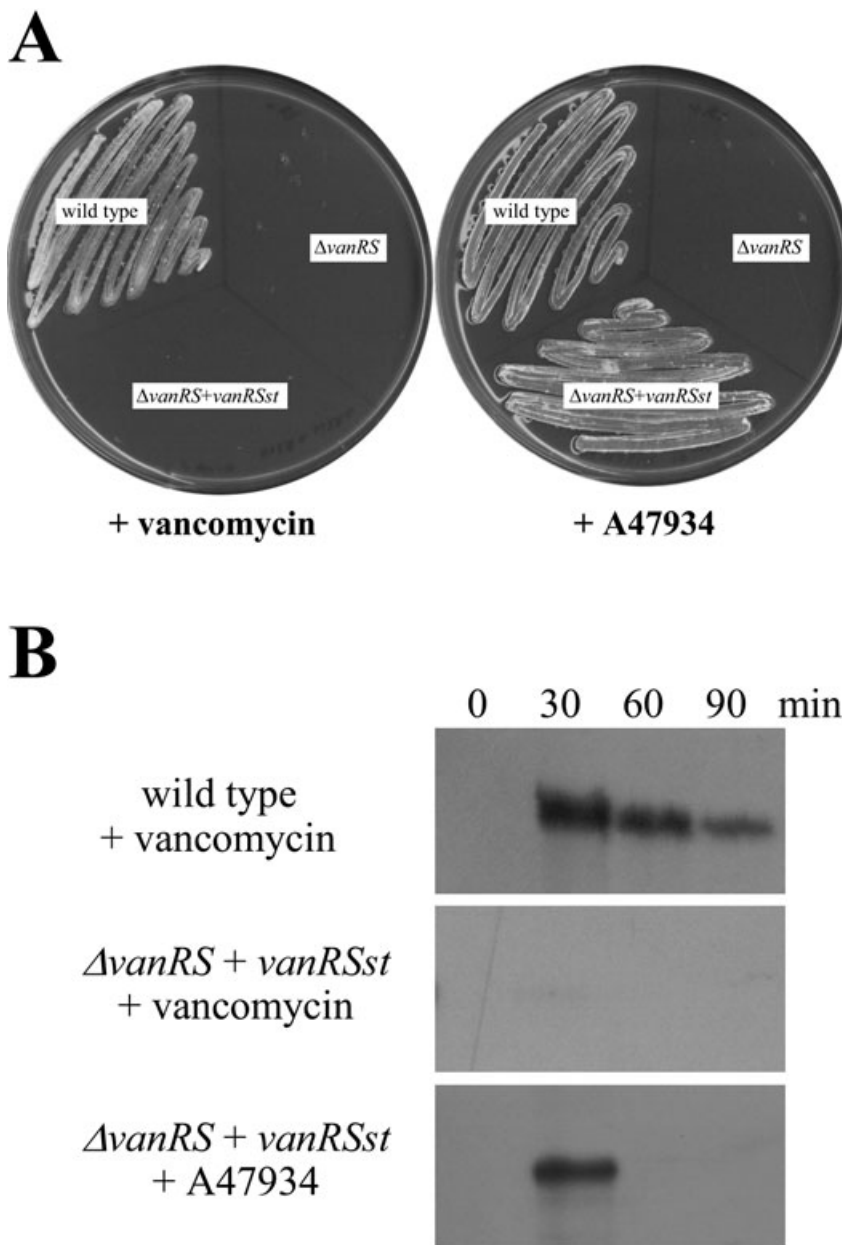 A
wild type
ΔvanRS
ΔvanRS+vanRSst
+ vancomycin
wild type
ΔvanRS
ΔvanRS+vanRSst
+ A47934
B
0 30 60 90 min
wild type
+ vancomycin
ΔvanRS + vanRSst
+ vancomycin
ΔvanRS + vanRSst
+ A47934